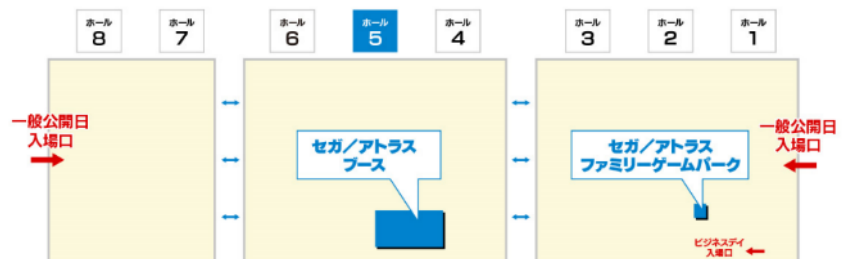 ホール
8
ホール
7
ホール
6
ホール
5
ホール
4
ホール
3
ホール
2
ホール
1
一般公開日
入場口
セガ/アトラス
ブース
セガ/アトラス
ファミリーゲームパーク
一般公開日
入場口
ビジネスデイ
入場口